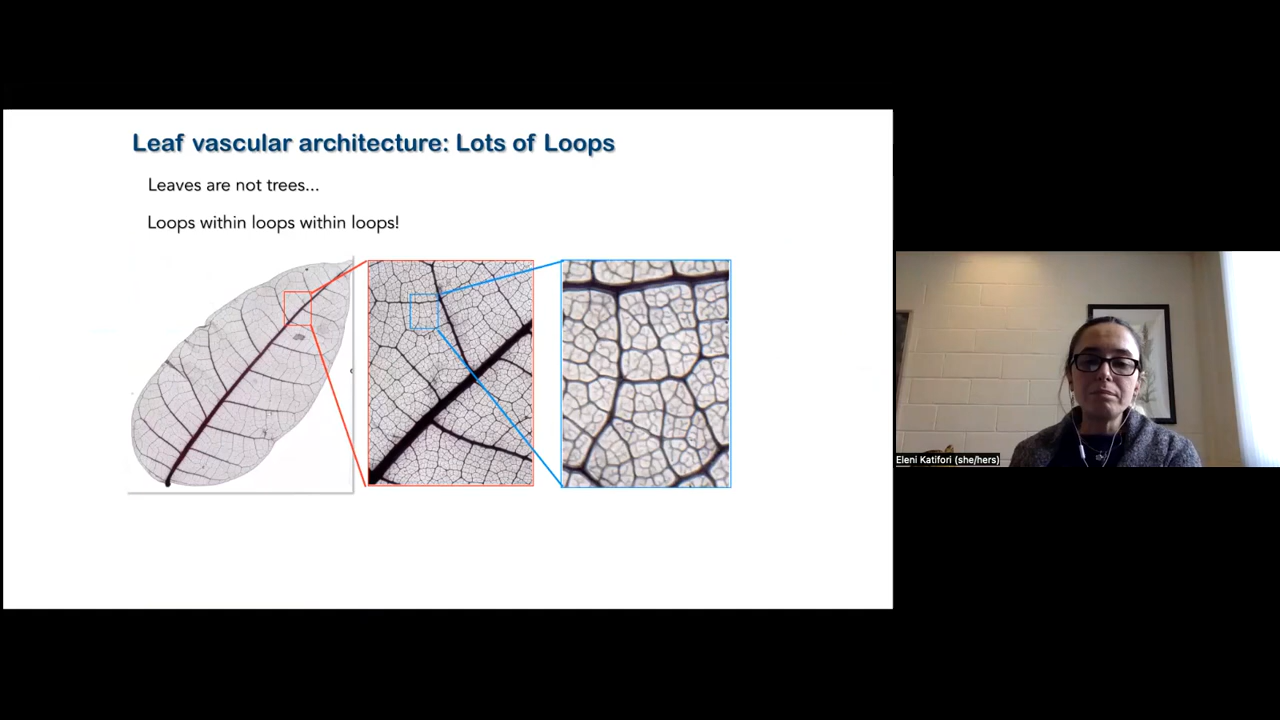 Leaf vascular architecture: Lots of Loops
Leaves are not trees...
Loops within loops within loops!
Eleni Katifori (she/hers)